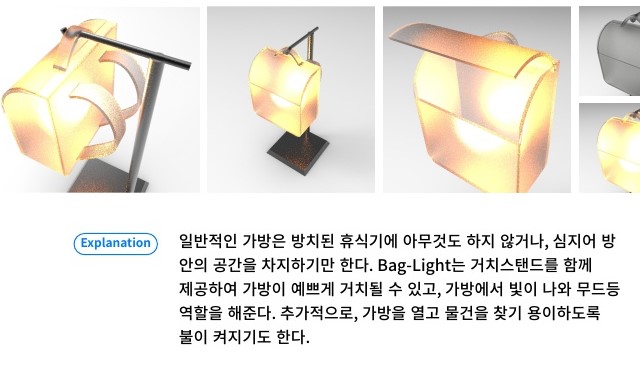 Explanation
일반적인 가방은 방치된 휴식기에 아무것도 하지 않거나, 심지어 방
안의 공간을 차지하기만 한다. Bag-Light는 거치스탠드를 함께
제공하여 가방이 예쁘게 거치될 수 있고, 가방에서 빛이 나와 무드등
역할을 해준다. 추가적으로, 가방을 열고 물건을 찾기 용이하도록
불이 켜지기도 한다.